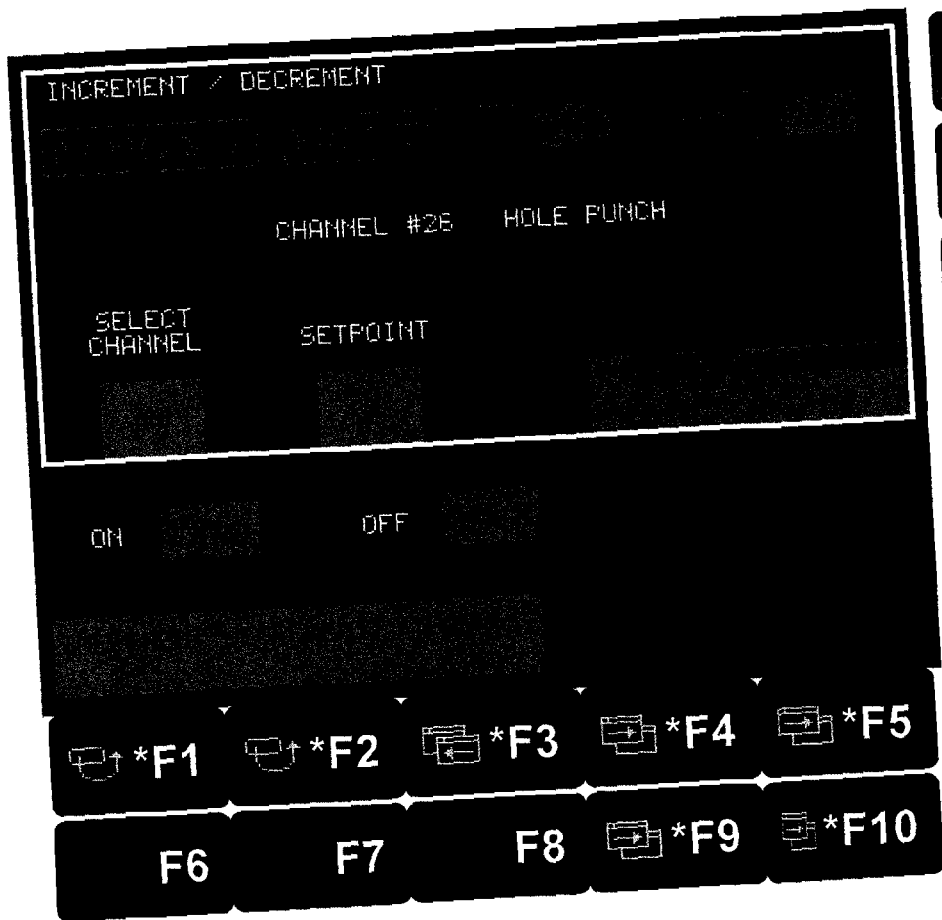 INCREMENT / DECREMENT
CHANNEL #26 HOLE PUNCH
SELECT
CHANNEL
SETPOINT
ON OFF
*F1 *F2 *F3 *F4 *F5
F6 F7 F8 *F9 *F10